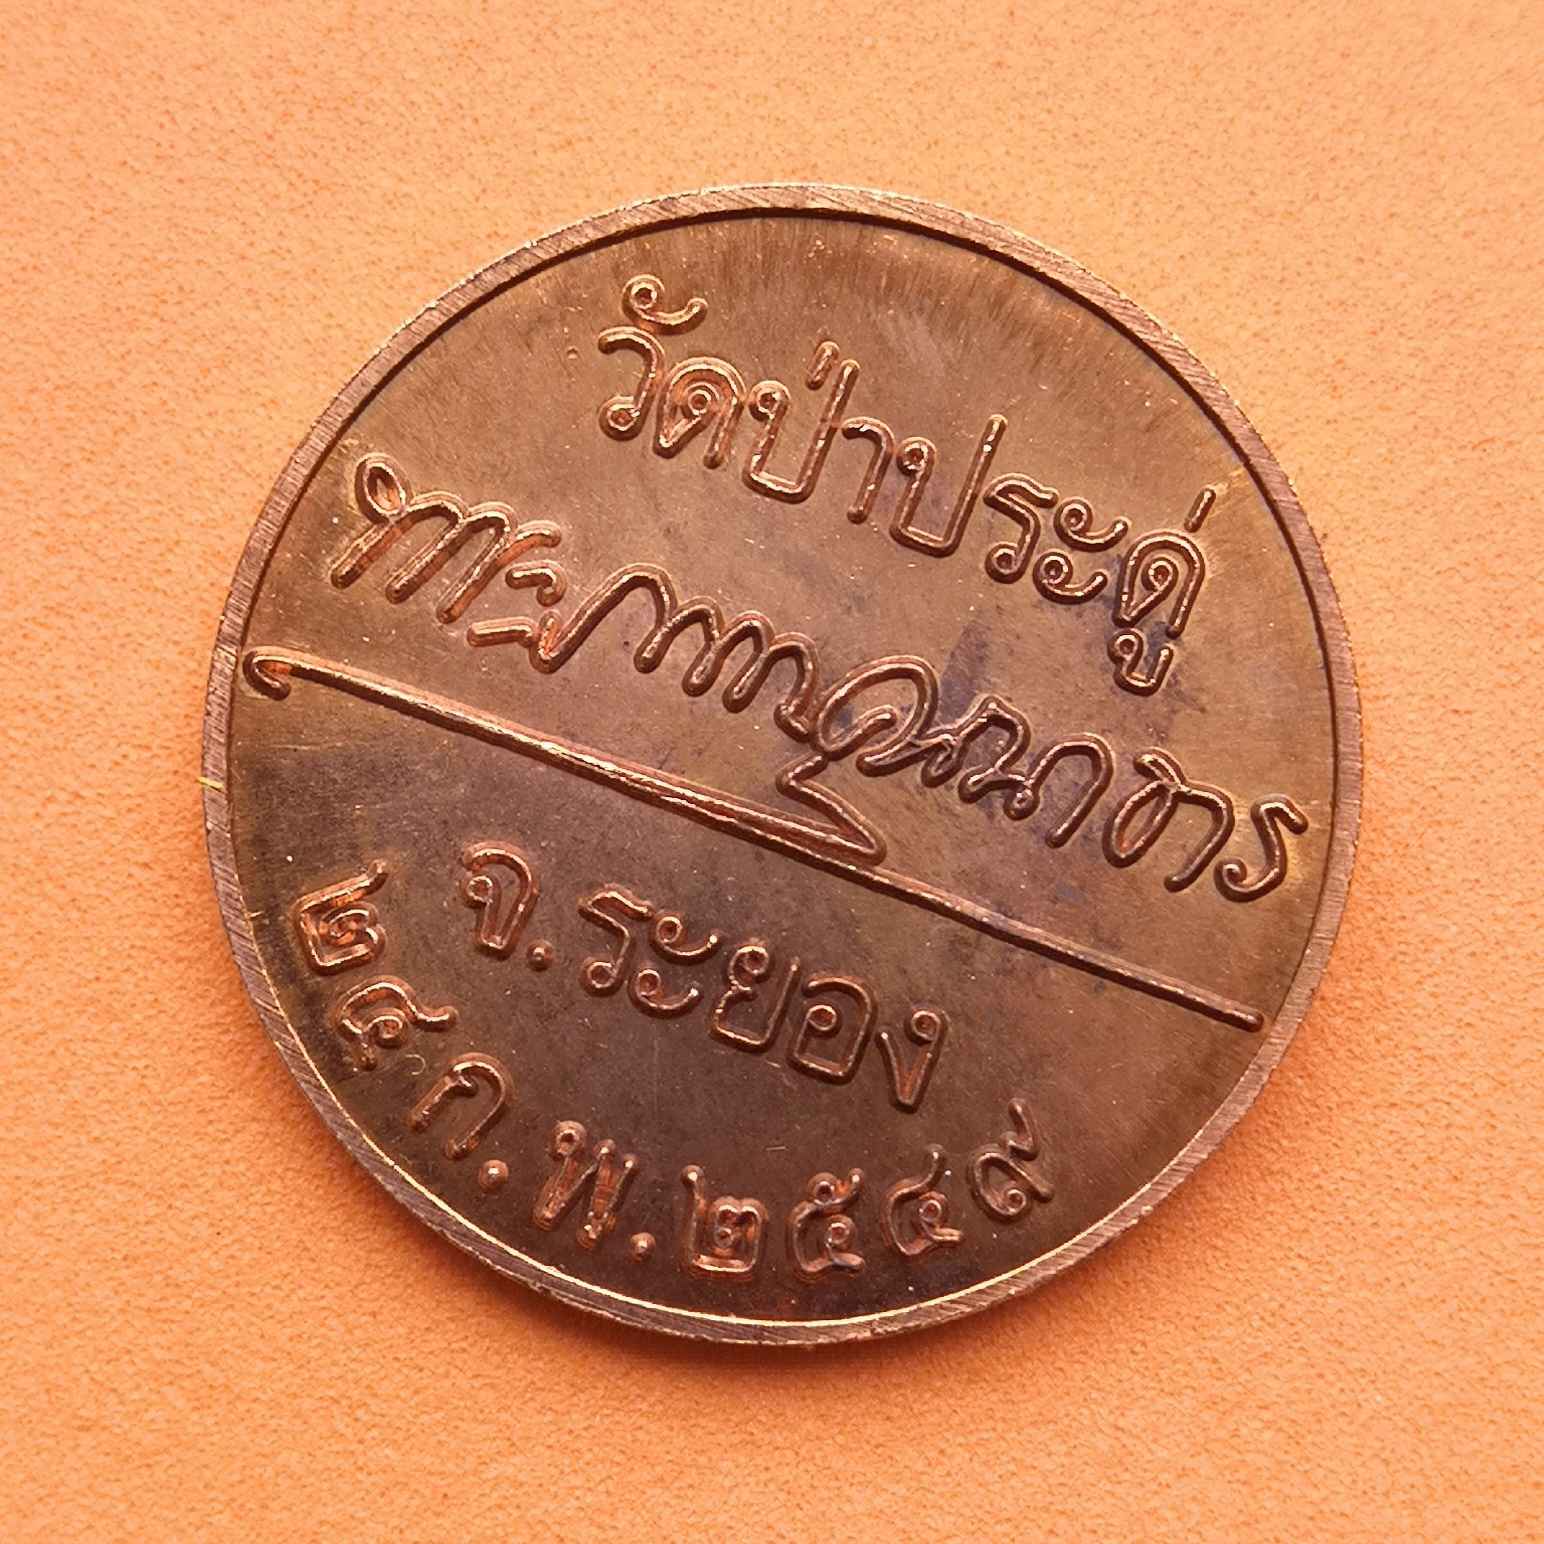 วัดป่าประดู่
จ.ระยอง
๒๕ ก.พ. ๒๕๔๙